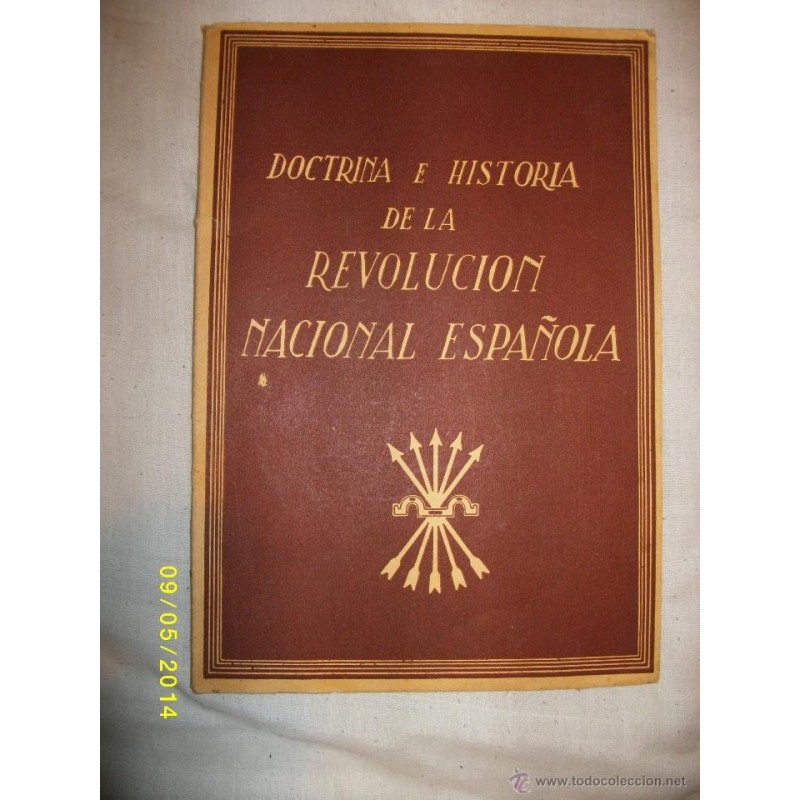 DOCTRINA E HISTORIA
DE LA
REVOLUCION
NACIONAL ESPAÑOLA
09/05/2014
www.todocoleccion.net